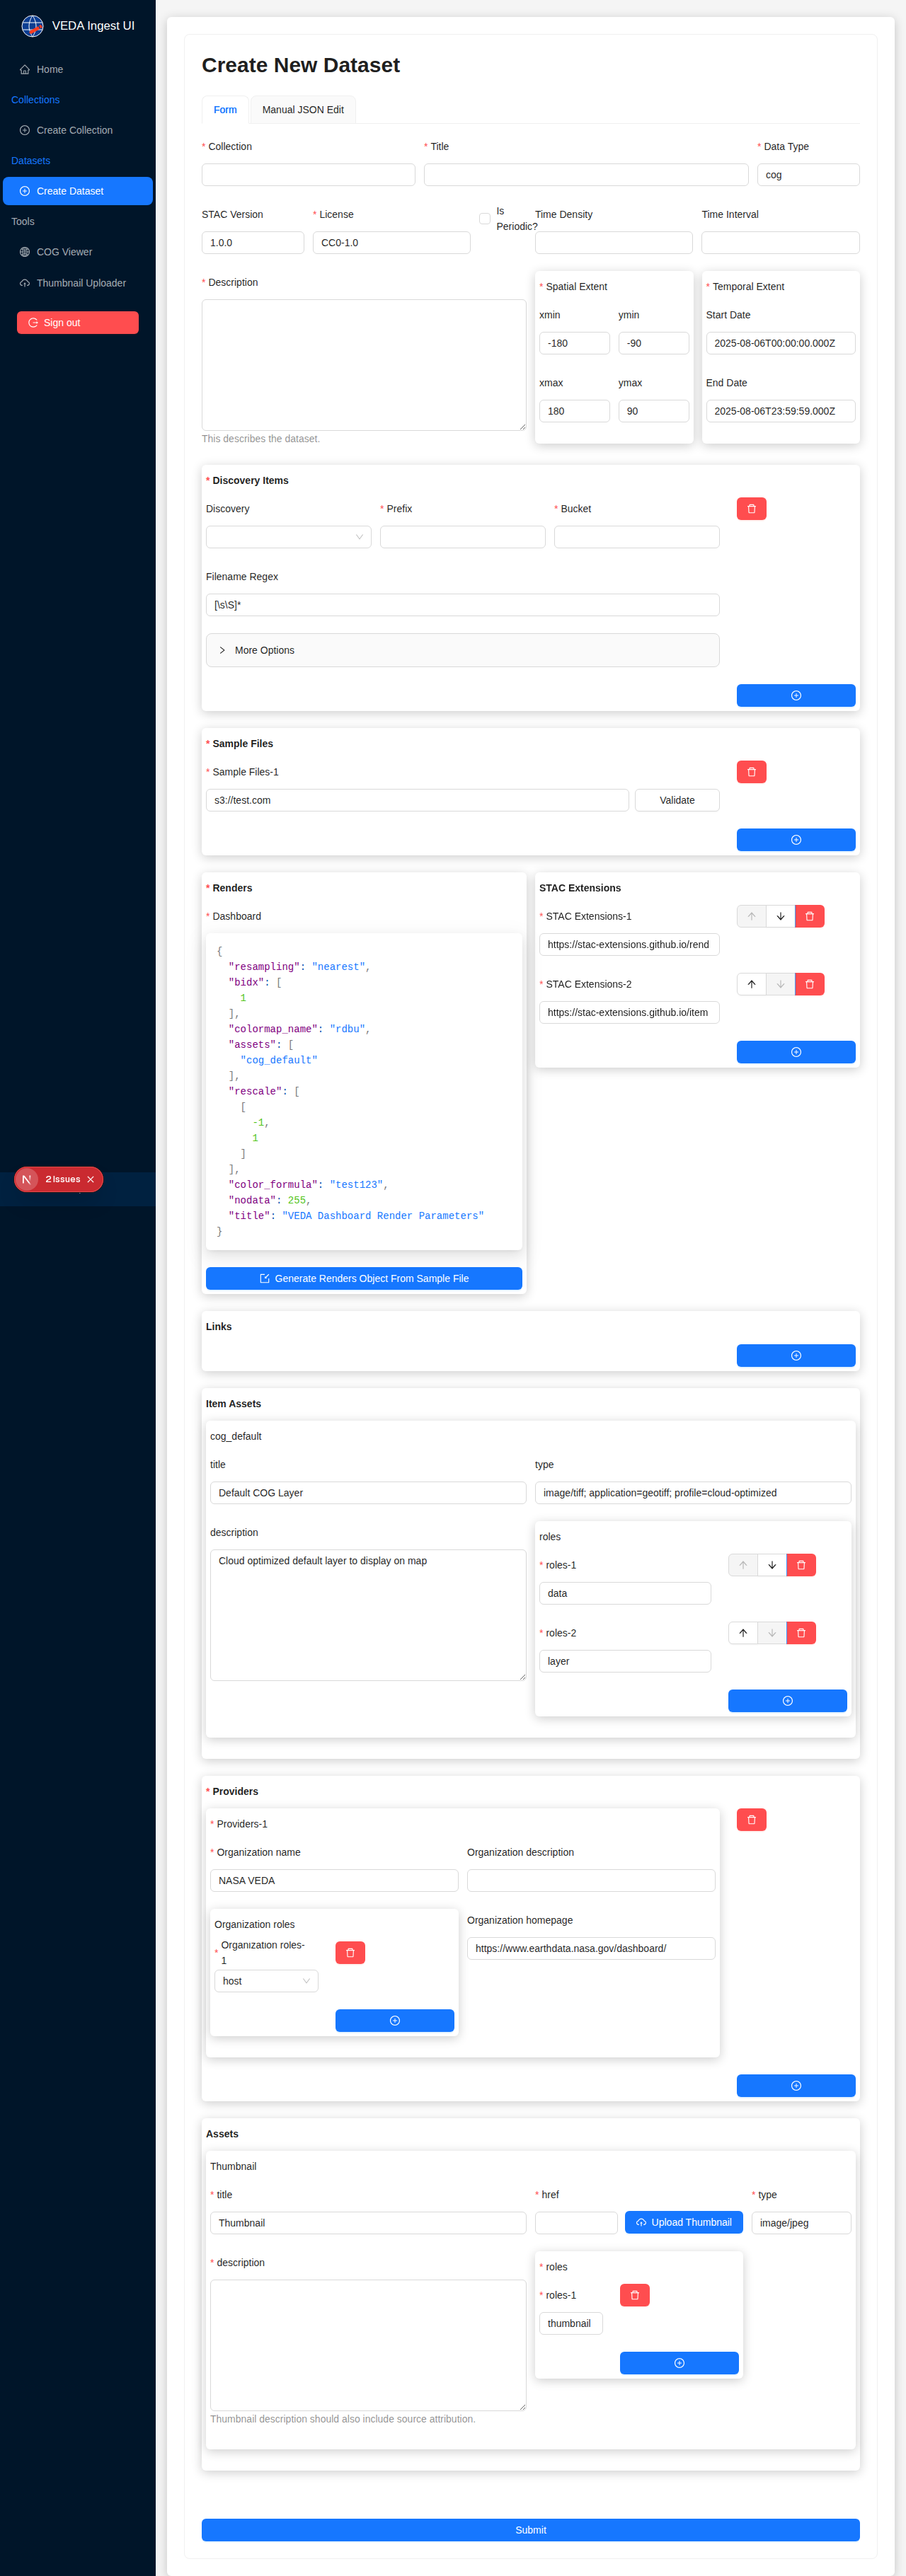 VEDA Ingest UI
Home
Collections
Create Collection
Datasets
Create Dataset
Tools
COG Viewer
Thumbnail Uploader
Sign out
2 Issues
Create New Dataset
Form
Manual JSON Edit
* Collection
* Title
* Data Type
cog
STAC Version
* License
Is
Periodic?
Time Density
Time Interval
1.0.0
CC0-1.0
* Description
This describes the dataset.
* Spatial Extent
xmin
ymin
-180
-90
xmax
ymax
180
90
* Temporal Extent
Start Date
2025-08-06T00:00:00.000Z
End Date
2025-08-06T23:59:59.000Z
* Discovery Items
Discovery
* Prefix
* Bucket
Filename Regex
[\s\S]*
More Options
* Sample Files
* Sample Files-1
s3://test.com
Validate
* Renders
* Dashboard
{
"resampling": "nearest",
"bidx": [
1
],
"colormap_name": "rdbu",
"assets": [
"cog_default"
],
"rescale": [
[
-1,
1
]
],
"color_formula": "test123",
"nodata": 255,
"title": "VEDA Dashboard Render Parameters"
}
Generate Renders Object From Sample File
STAC Extensions
* STAC Extensions-1
https://stac-extensions.github.io/rend
* STAC Extensions-2
https://stac-extensions.github.io/item
Links
Item Assets
cog_default
title
type
Default COG Layer
image/tiff; application=geotiff; profile=cloud-optimized
description
Cloud optimized default layer to display on map
roles
* roles-1
data
* roles-2
layer
* Providers
* Providers-1
* Organization name
Organization description
NASA VEDA
Organization roles
* Organization roles-
1
host
Organization homepage
https://www.earthdata.nasa.gov/dashboard/
Assets
Thumbnail
* title
* href
* type
Thumbnail
Upload Thumbnail
image/jpeg
* description
Thumbnail description should also include source attribution.
* roles
* roles-1
thumbnail
Submit